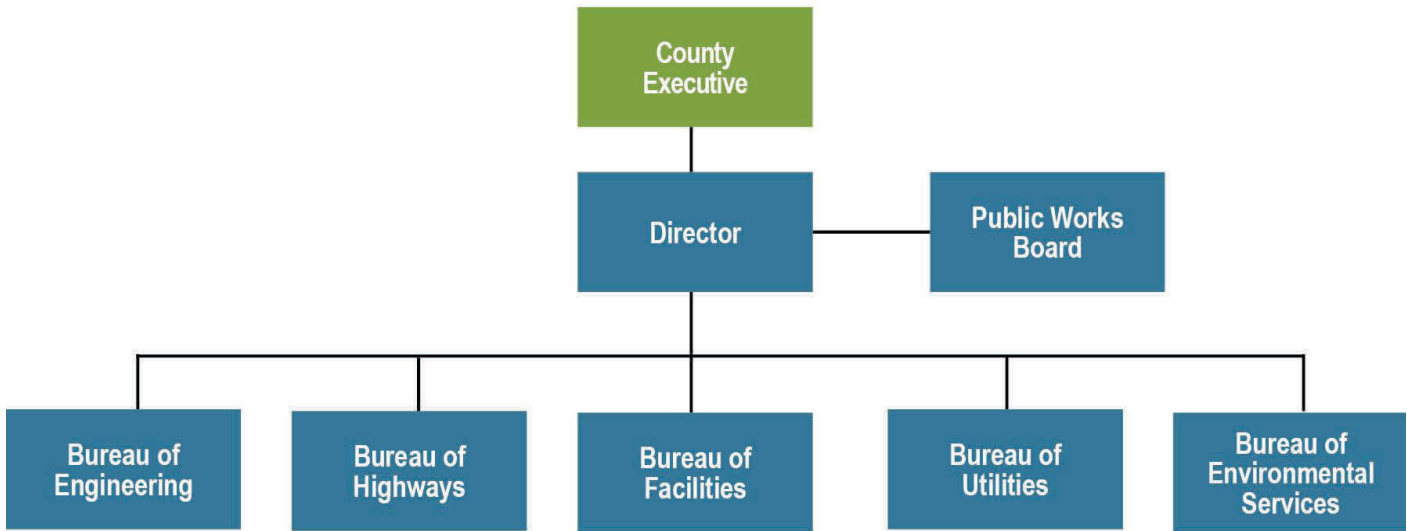 County
Executive
Director
Public Works
Board
Bureau of
Engineering
Bureau of
Highways
Bureau of
Facilities
Bureau of
Utilities
Bureau of
Environmental
Services